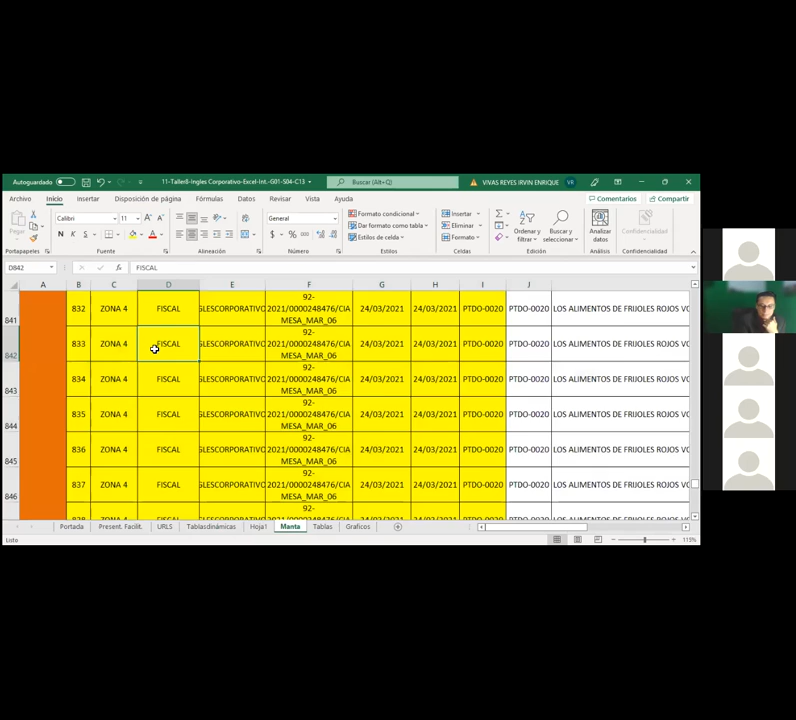 Autoguardado 11-Taller8-Ingles Corporativo-Excel-Int.-G01-S04-C13 Buscar (Alt+Q) VIVAS REYES IRVIN ENRIQUE VR
Archivo Inicio Insertar Disposición de página Fórmulas Datos Revisar Vista Ayuda Comentarios Compartir
Calibri 11 A A General Formato condicional Insertar
Pegar N K S A $ % 000 Dar formato como tabla Eliminar Ordenar y filtrar Buscar y seleccionar Analizar datos Confidencialidad
Estilos de celda Formato
Portapapeles Fuente Alineación Número Estilos Celdas Edición Análisis Confidencialidad
D842 fx FISCAL
A B C D E F G H I J
841 832 ZONA 4 FISCAL GLESCORPORATIVO 92-2021/0000248476/CIA MESA_MAR_06 24/03/2021 24/03/2021 PTDO-0020 PTDO-0020 LOS ALIMENTOS DE FRIJOLES ROJOS VO
842 833 ZONA 4 FISCAL GLESCORPORATIVO 92-2021/0000248476/CIA MESA_MAR_06 24/03/2021 24/03/2021 PTDO-0020 PTDO-0020 LOS ALIMENTOS DE FRIJOLES ROJOS VO
843 834 ZONA 4 FISCAL GLESCORPORATIVO 92-2021/0000248476/CIA MESA_MAR_06 24/03/2021 24/03/2021 PTDO-0020 PTDO-0020 LOS ALIMENTOS DE FRIJOLES ROJOS VO
844 835 ZONA 4 FISCAL GLESCORPORATIVO 92-2021/0000248476/CIA MESA_MAR_06 24/03/2021 24/03/2021 PTDO-0020 PTDO-0020 LOS ALIMENTOS DE FRIJOLES ROJOS VO
845 836 ZONA 4 FISCAL GLESCORPORATIVO 92-2021/0000248476/CIA MESA_MAR_06 24/03/2021 24/03/2021 PTDO-0020 PTDO-0020 LOS ALIMENTOS DE FRIJOLES ROJOS VO
846 837 ZONA 4 FISCAL GLESCORPORATIVO 92-2021/0000248476/CIA MESA_MAR_06 24/03/2021 24/03/2021 PTDO-0020 PTDO-0020 LOS ALIMENTOS DE FRIJOLES ROJOS VO
92-
Portada Present. Facilit. URLS Tablasdinámicas Hoja1 Manta Tablas Graficos
Listo 115%